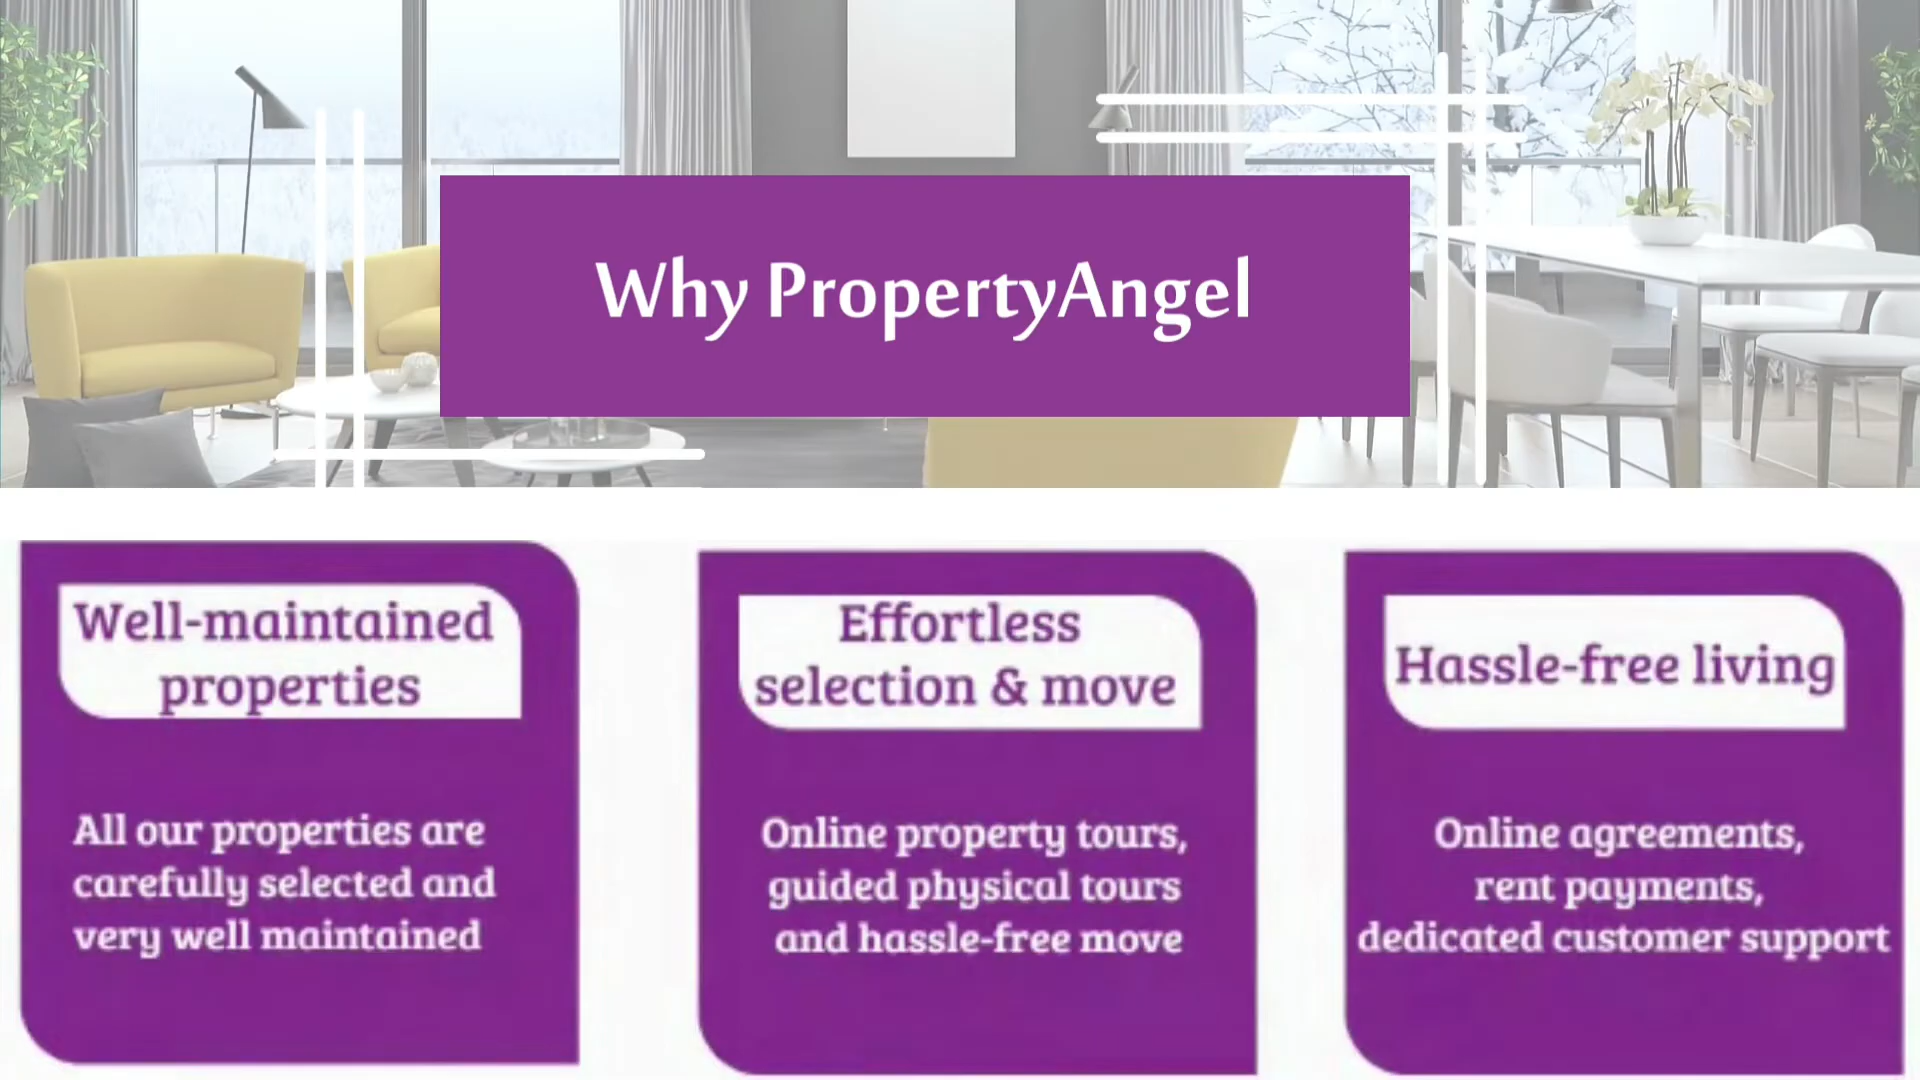 Why PropertyAngel
Well-maintained
properties
All our properties are
carefully selected and
very well maintained
Effortless
selection & move
Online property tours,
guided physical tours
and hassle-free move
Hassle-free living
Online agreements,
rent payments,
dedicated customer support